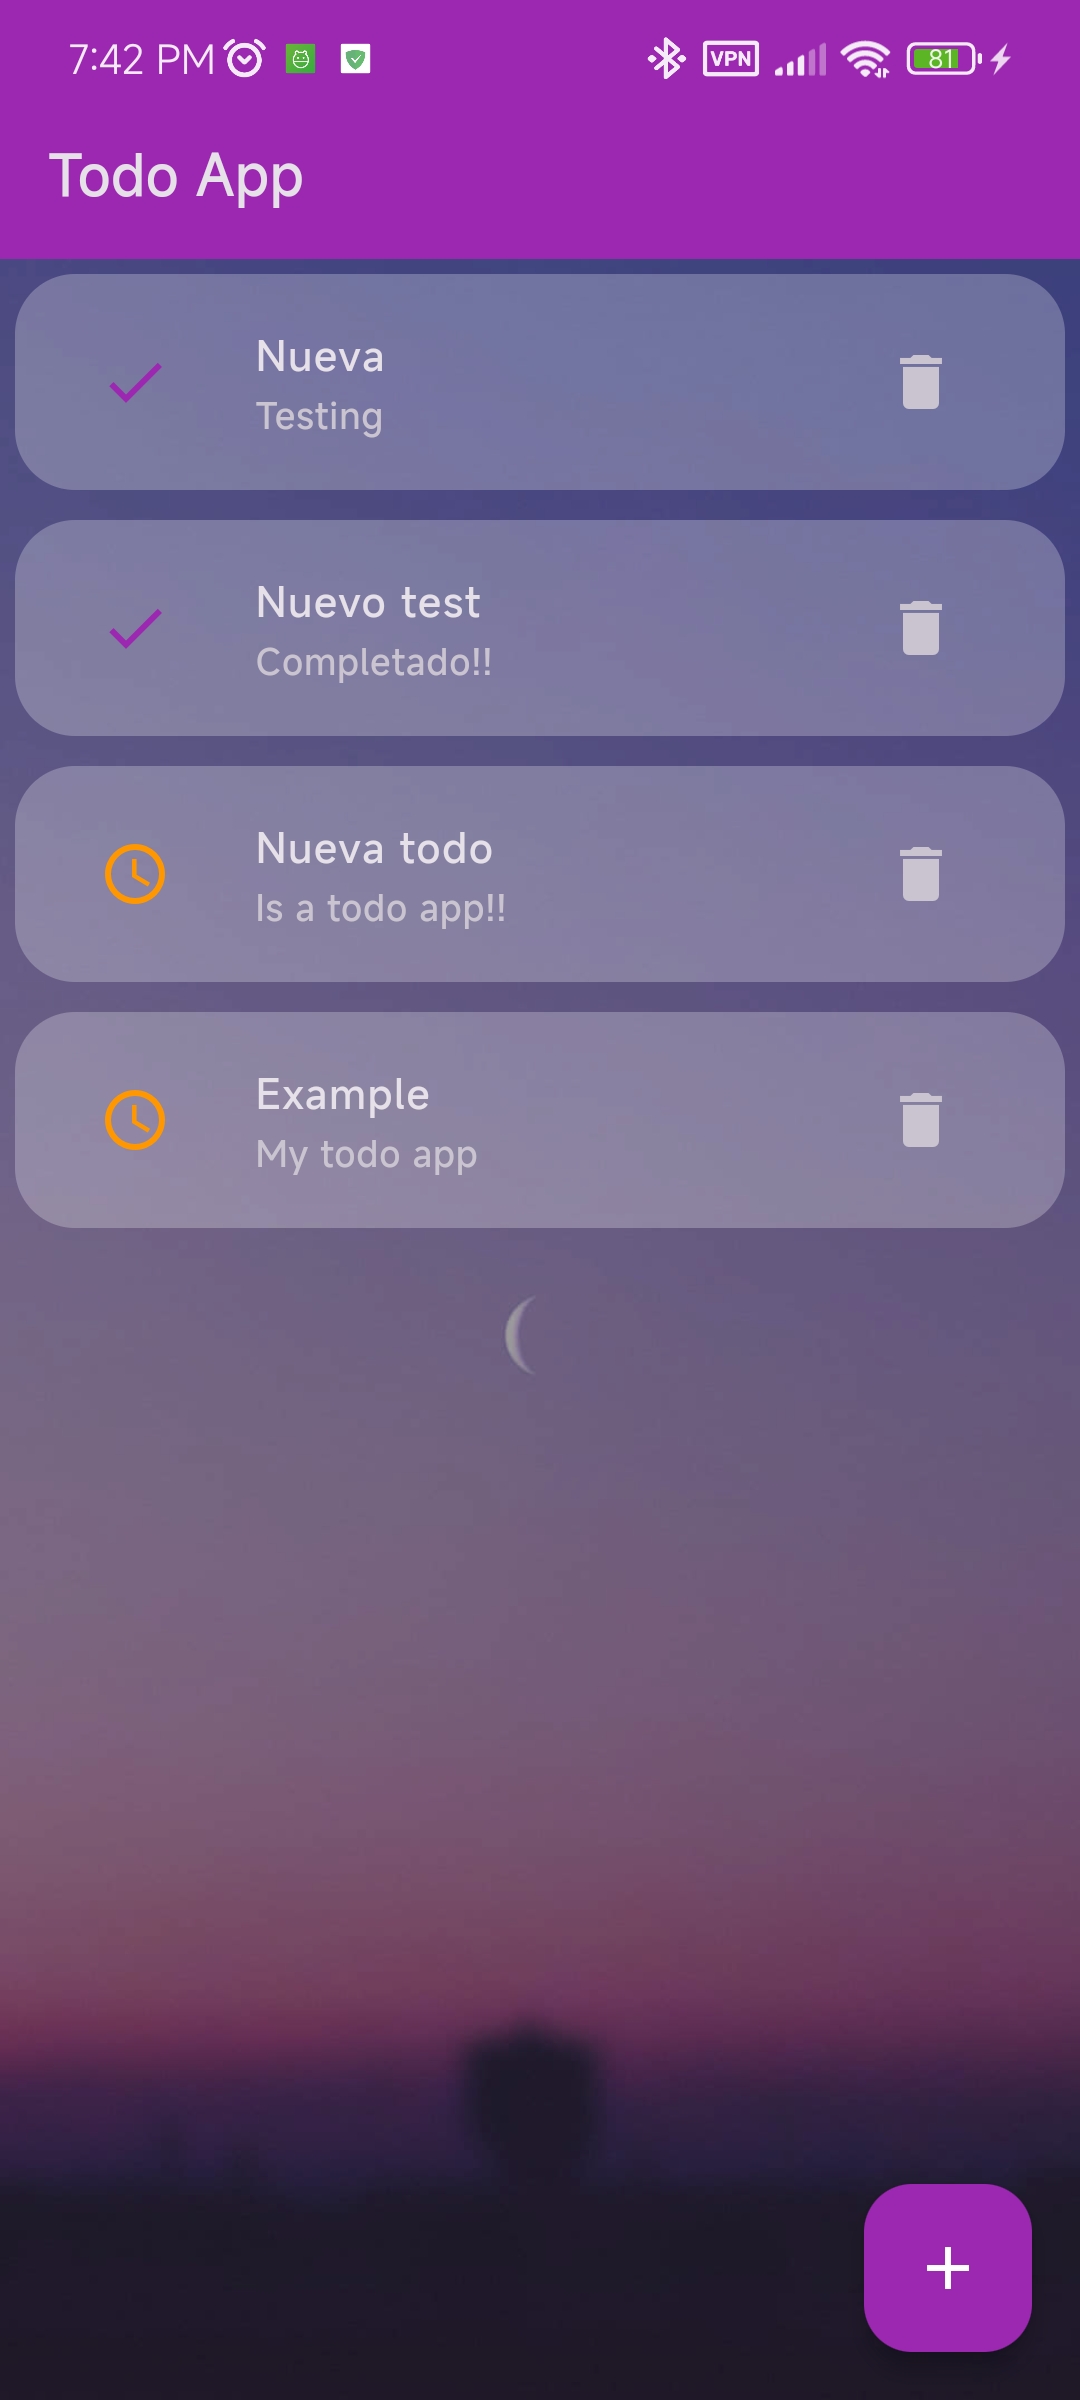 7:42 PM VPN 81
Todo App
Nueva
Testing
Nuevo test
Completado!!
Nueva todo
Is a todo app!!
Example
My todo app